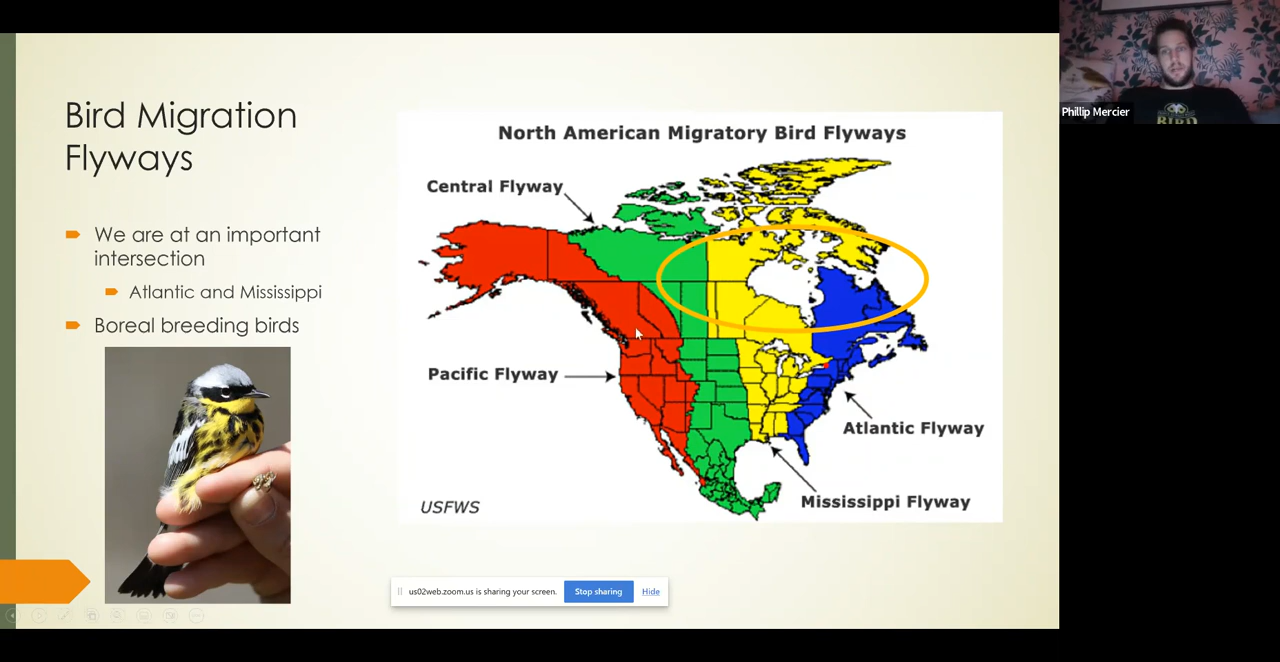 Bird Migration
Flyways
We are at an important
intersection
Atlantic and Mississippi
Boreal breeding birds
North American Migratory Bird Flyways
Central Flyway
Pacific Flyway
Atlantic Flyway
Mississippi Flyway
USFWS
us02web.zoom.us is sharing your screen.
Stop sharing
Hide
Phillip Mercier
BIRD